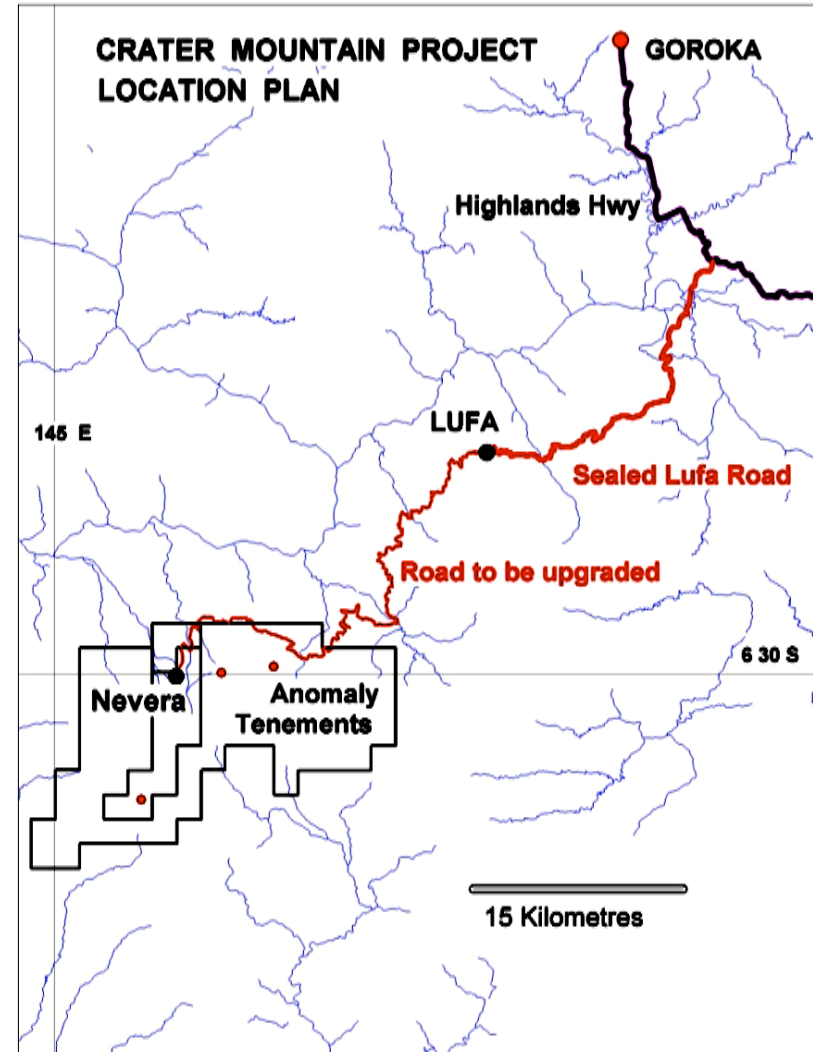 CRATER MOUNTAIN PROJECT
LOCATION PLAN
GOROKA
Highlands Hwy
LUFA
145 E
Sealed Lufa Road
Road to be upgraded
6 30 S
Nevera
Anomaly
Tenements
15 Kilometres